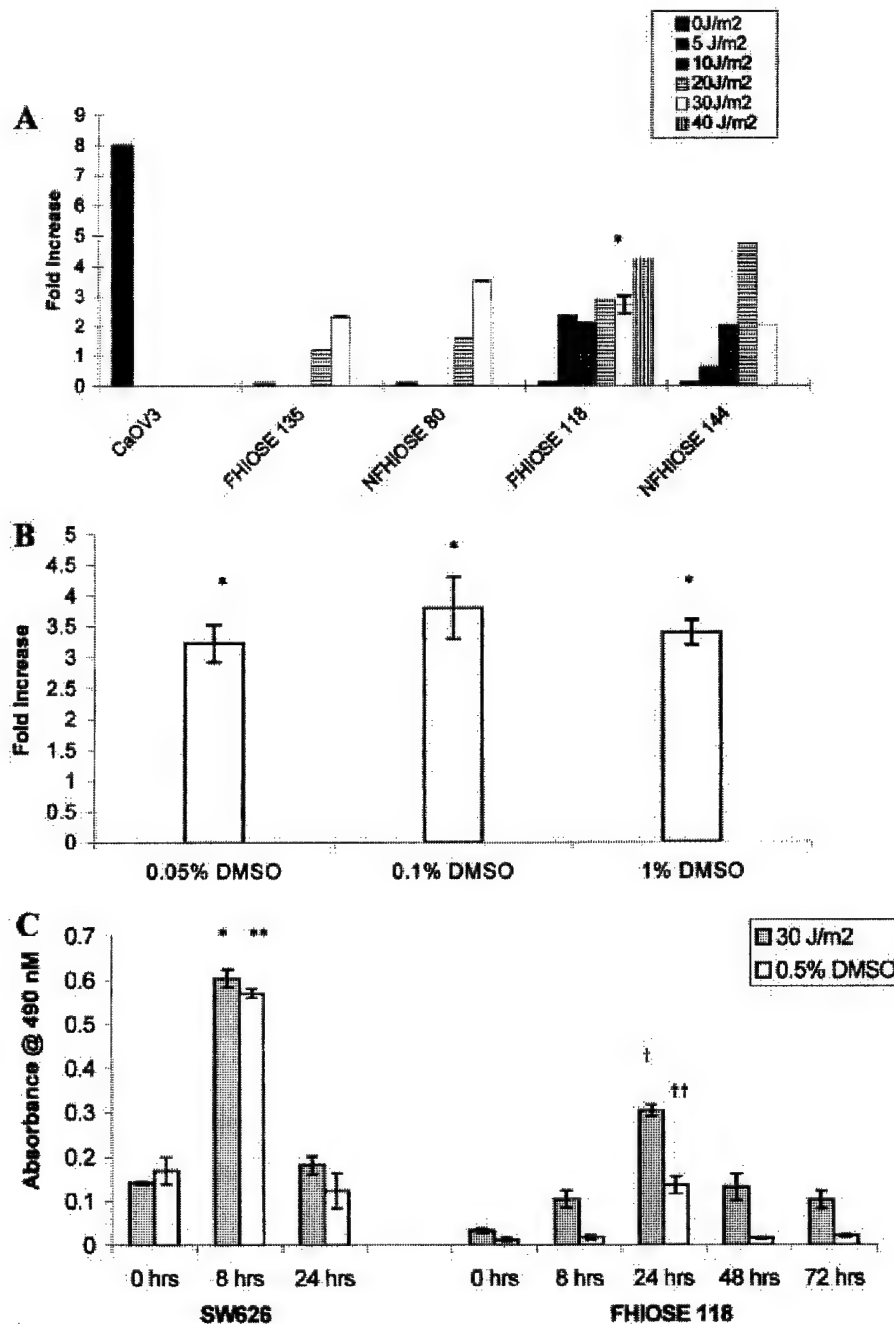 0J/m2
5 J/m2
10J/m2
20J/m2
30J/m2
40 J/m2
A
Fold Increase
9
8
7
6
5
4
3
2
1
0
*
CaOV3
FHIOSE 135
NFHIOSE 80
FHIOSE 118
NFHIOSE 144
B
Fold Increase
5
4.5
4
3.5
3
2.5
2
1.5
1
0.5
0
*
*
*
0.05% DMSO
0.1% DMSO
1% DMSO
C
Absorbance @ 490 nM
0.7
0.6
0.5
0.4
0.3
0.2
0.1
0
* **
† ††
30 J/m2
0.5% DMSO
0 hrs
8 hrs
24 hrs
0 hrs
8 hrs
24 hrs
48 hrs
72 hrs
SW626
FHIOSE 118